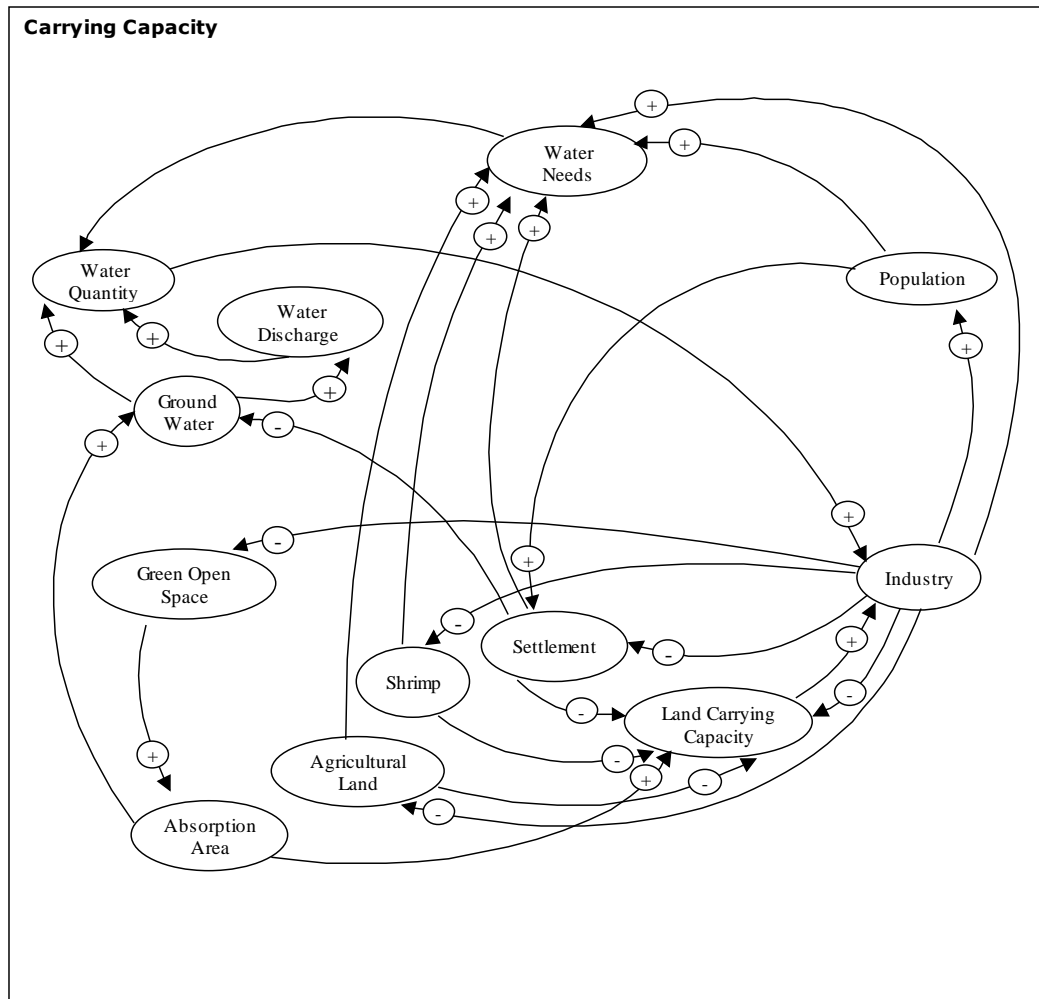 Carrying Capacity
+
Water
Needs
+
+
+
+
Water
Quantity
Population
Water
Discharge
+
+
+
+
Ground
Water
-
+
+
-
Green Open
Space
+
Industry
-
Settlement
-
+
Shrimp
-
-
Land Carrying
Capacity
+
-
+
Agricultural
Land
-
-
Absorption
Area